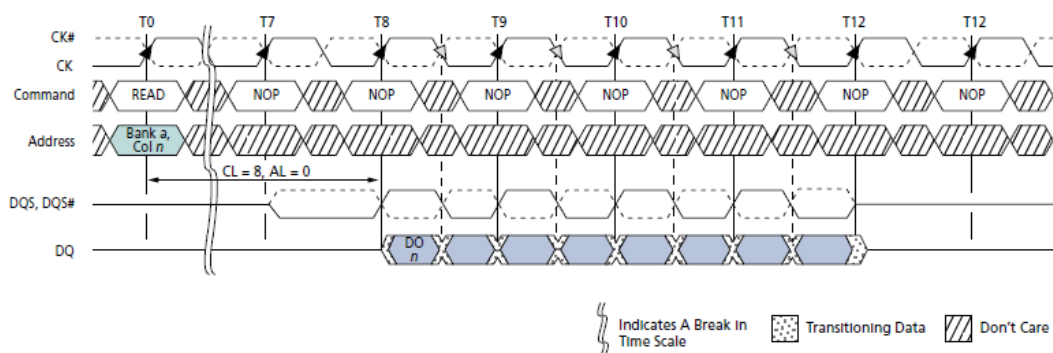 T0 T7 T8 T9 T10 T11 T12 T12
CK#
CK
Command READ NOP NOP NOP NOP NOP NOP NOP
Address Bank a,
Col n
CL = 8, AL = 0
DQS, DQS#
DQ DO
n
Indicates A Break in
Time Scale
Transitioning Data
Don't Care